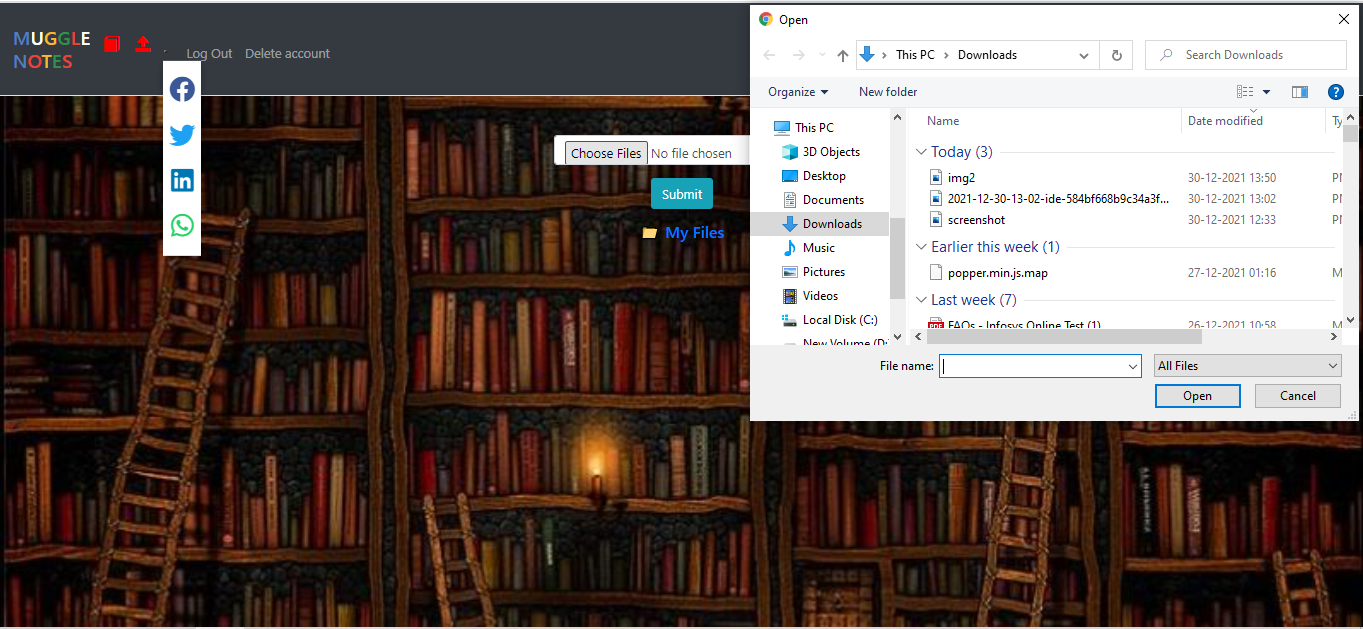 MUGGLE
NOTES
Log Out
Delete account
Choose Files No file chosen
Submit
My Files
Open
This PC
Downloads
Search Downloads
Organize
New folder
?
This PC
3D Objects
Desktop
Documents
Downloads
Music
Pictures
Videos
Local Disk (C:)
New Volume (D:
Name
Date modified
Ty
Today (3)
img2
30-12-2021 13:50
PN
2021-12-30-13-02-ide-584bf668b9c34a3f...
30-12-2021 13:02
PN
screenshot
30-12-2021 12:33
PN
Earlier this week (1)
popper.min.js.map
27-12-2021 01:16
M
Last week (7)
PDF
FAQs - Infosys Online Test (1)
26-12-2021 10:58
M
File name:
All Files
Open
Cancel